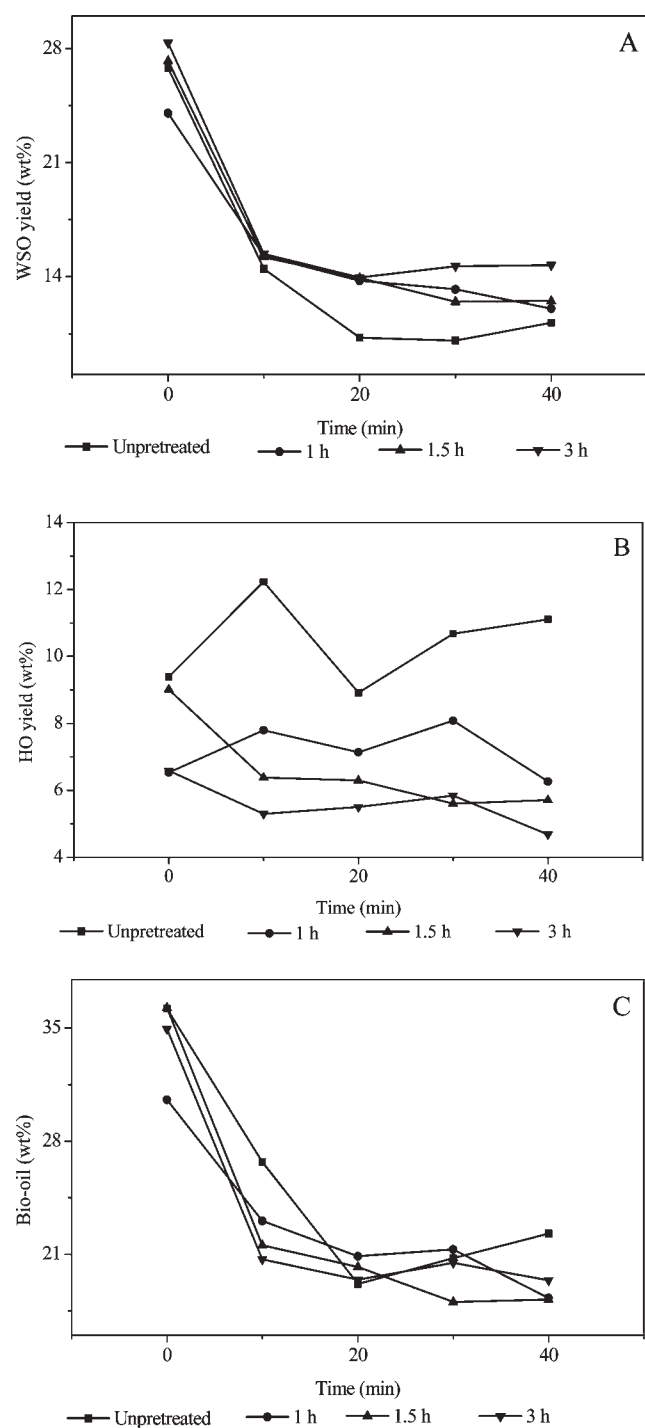 A
28
21
14
WSO yield (wt%)
0 20 40
Time (min)
Unpretreated 1 h 1.5 h 3 h
B
14
12
10
8
6
4
HO yield (wt%)
0 20 40
Time (min)
Unpretreated 1 h 1.5 h 3 h
C
35
28
21
Bio-oil (wt%)
0 20 40
Time (min)
Unpretreated 1 h 1.5 h 3 h